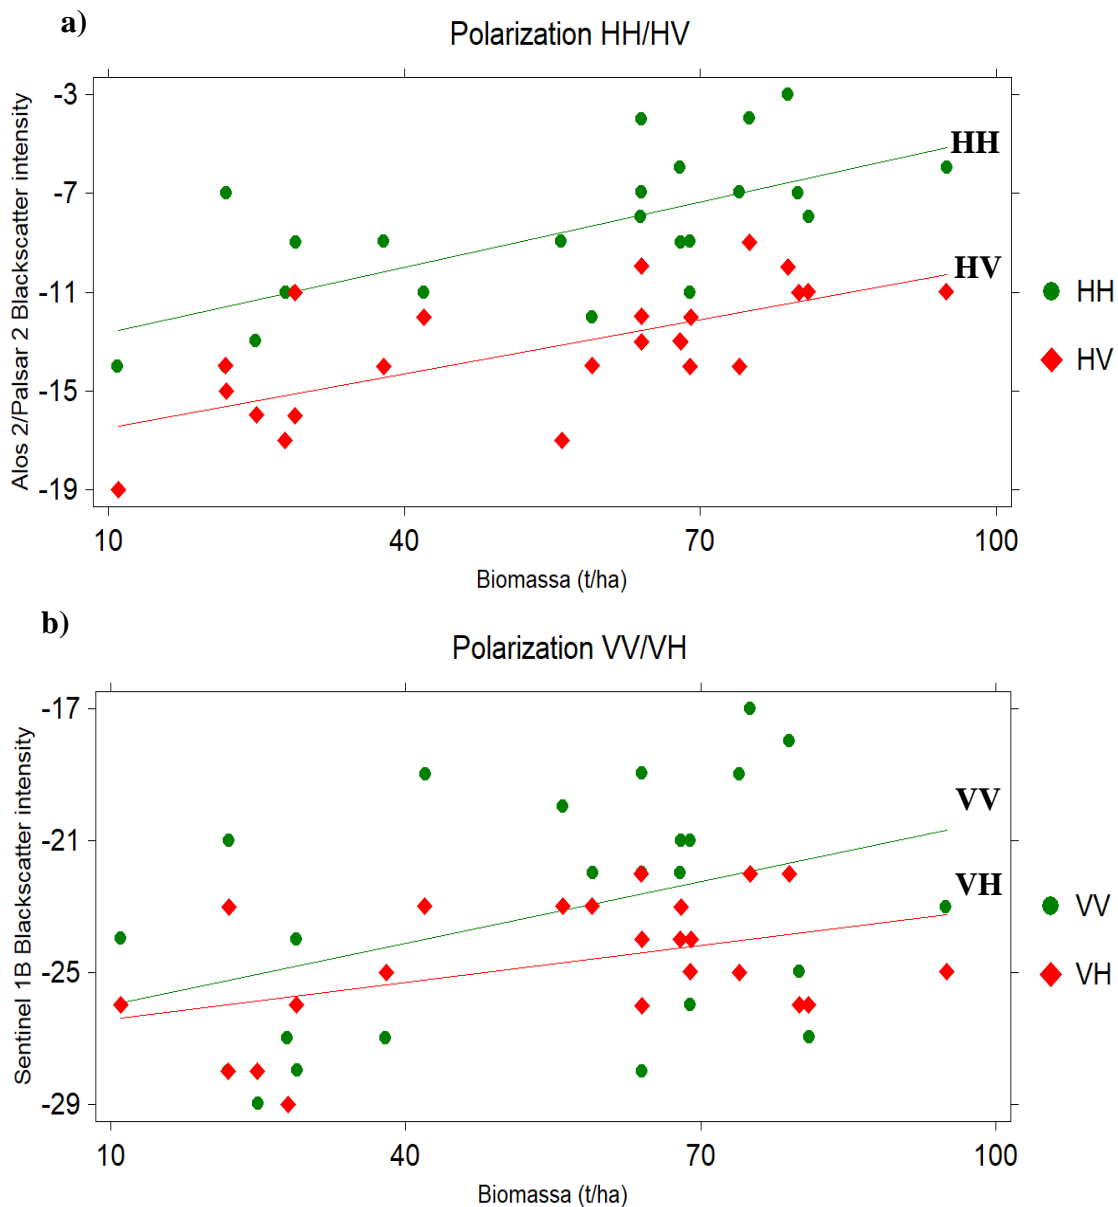 a)
Polarization HH/HV
Alos 2/Palsar 2 Blackscatter intensity
-3
-7
-11
-15
-19
HH
HV
HH
HV
10 40 70 100
Biomassa (t/ha)
b)
Polarization VV/VH
Sentinel 1B Blackscatter intensity
-17
-21
-25
-29
VV
VH
VV
VH
10 40 70 100
Biomassa (t/ha)